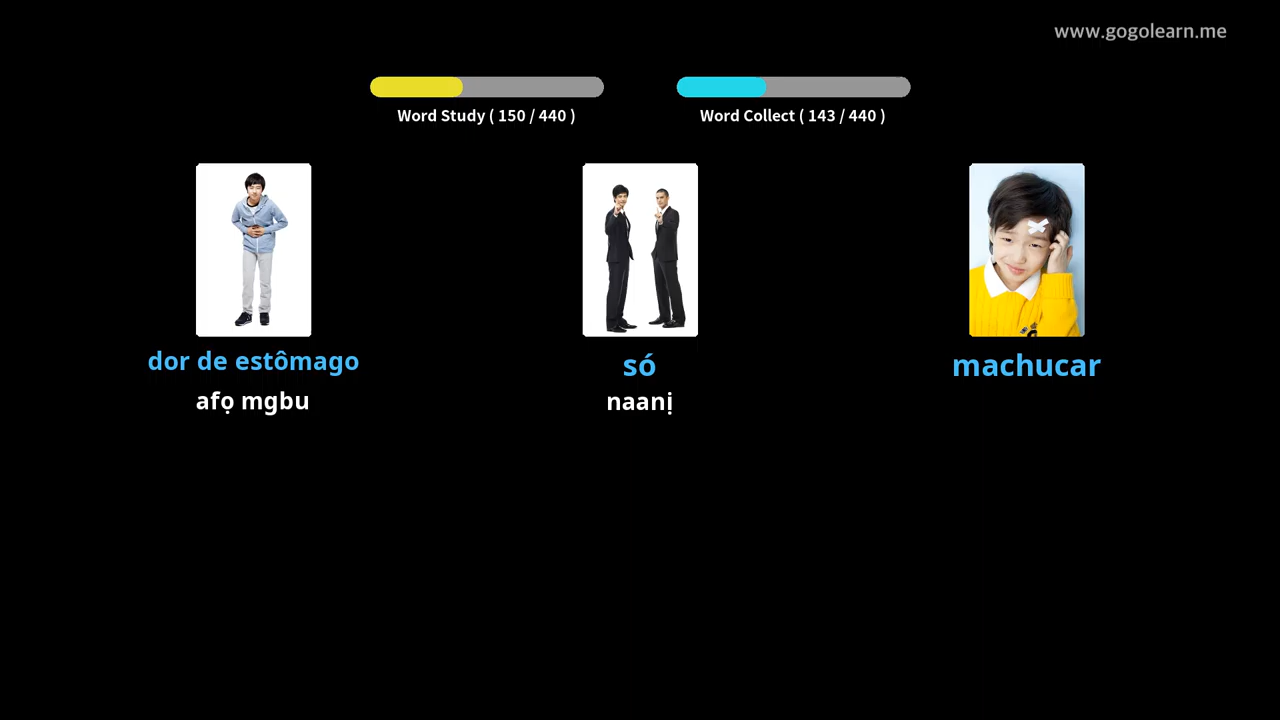 www.gogolearn.me
Word Study ( 150 / 440 )
Word Collect ( 143 / 440 )
dor de estômago
afọ mgbu
só
naanị
machucar